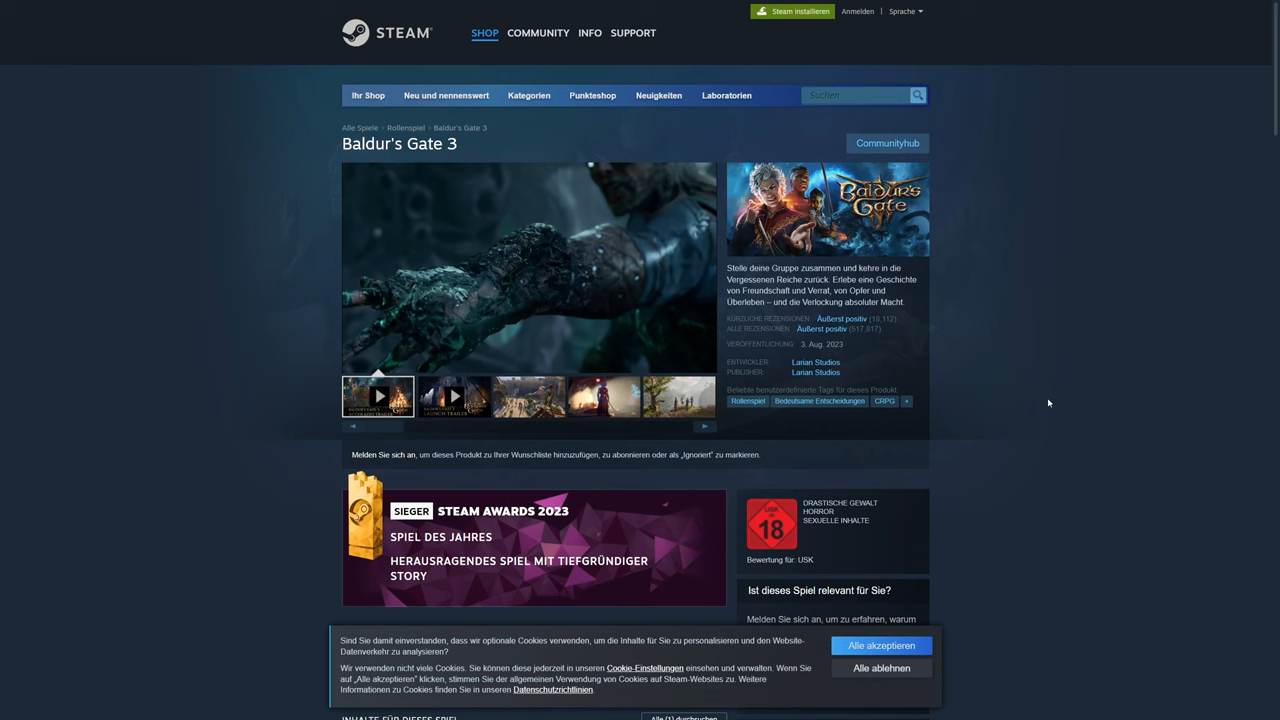 Steam installieren
Anmelden | Sprache
STEAM®
SHOP COMMUNITY INFO SUPPORT
Ihr Shop Neu und nennenswert Kategorien Punkteshop Neuigkeiten Laboratorien Suchen
Alle Spiele > Rollenspiel > Baldur's Gate 3
Baldur's Gate 3
Communityhub
BALDUR'S
GATE
Stelle deine Gruppe zusammen und kehre in die
Vergessenen Reiche zurück. Erlebe eine Geschichte
von Freundschaft und Verrat, von Opfer und
Überleben – und die Verlockung absoluter Macht.
KÜRZLICHE REZENSIONEN: Äußerst positiv (18,112)
ALLE REZENSIONEN: Äußerst positiv (517,817)
VERÖFFENTLICHUNG: 3. Aug. 2023
ENTWICKLER: Larian Studios
PUBLISHER: Larian Studios
Beliebte benutzerdefinierte Tags für dieses Produkt:
Rollenspiel Bedeutsame Entscheidungen CRPG +
Melden Sie sich an, um dieses Produkt zu Ihrer Wunschliste hinzuzufügen, zu abonnieren oder als „Ignoriert" zu markieren.
SIEGER STEAM AWARDS 2023
SPIEL DES JAHRES
HERAUSRAGENDES SPIEL MIT TIEFGRÜNDIGER
STORY
USK
ab
18
DRASTISCHE GEWALT
HORROR
SEXUELLE INHALTE
Bewertung für: USK
Ist dieses Spiel relevant für Sie?
Melden Sie sich an, um zu erfahren, warum
Sind Sie damit einverstanden, dass wir optionale Cookies verwenden, um die Inhalte für Sie zu personalisieren und den Website-
Datenverkehr zu analysieren?
Wir verwenden nicht viele Cookies. Sie können diese jederzeit in unseren Cookie-Einstellungen einsehen und verwalten. Wenn Sie
auf „Alle akzeptieren" klicken, stimmen Sie der allgemeinen Verwendung von Cookies auf Steam-Websites zu. Weitere
Informationen zu Cookies finden Sie in unseren Datenschutzrichtlinien.
Alle akzeptieren
Alle ablehnen
INHALTE FÜR DIESES SPIEL
Alle (1) durchsuchen